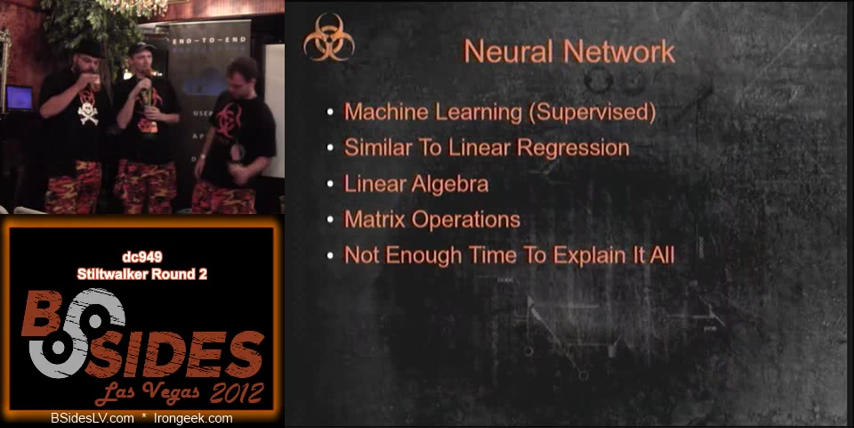 END-TO-END
Neural Network
Machine Learning (Supervised)
Similar To Linear Regression
Linear Algebra
Matrix Operations
Not Enough Time To Explain It All
dc949
Stiltwalker Round 2
BSIDES
Las Vegas 2012
BSidesLV.com * Irongeek.com